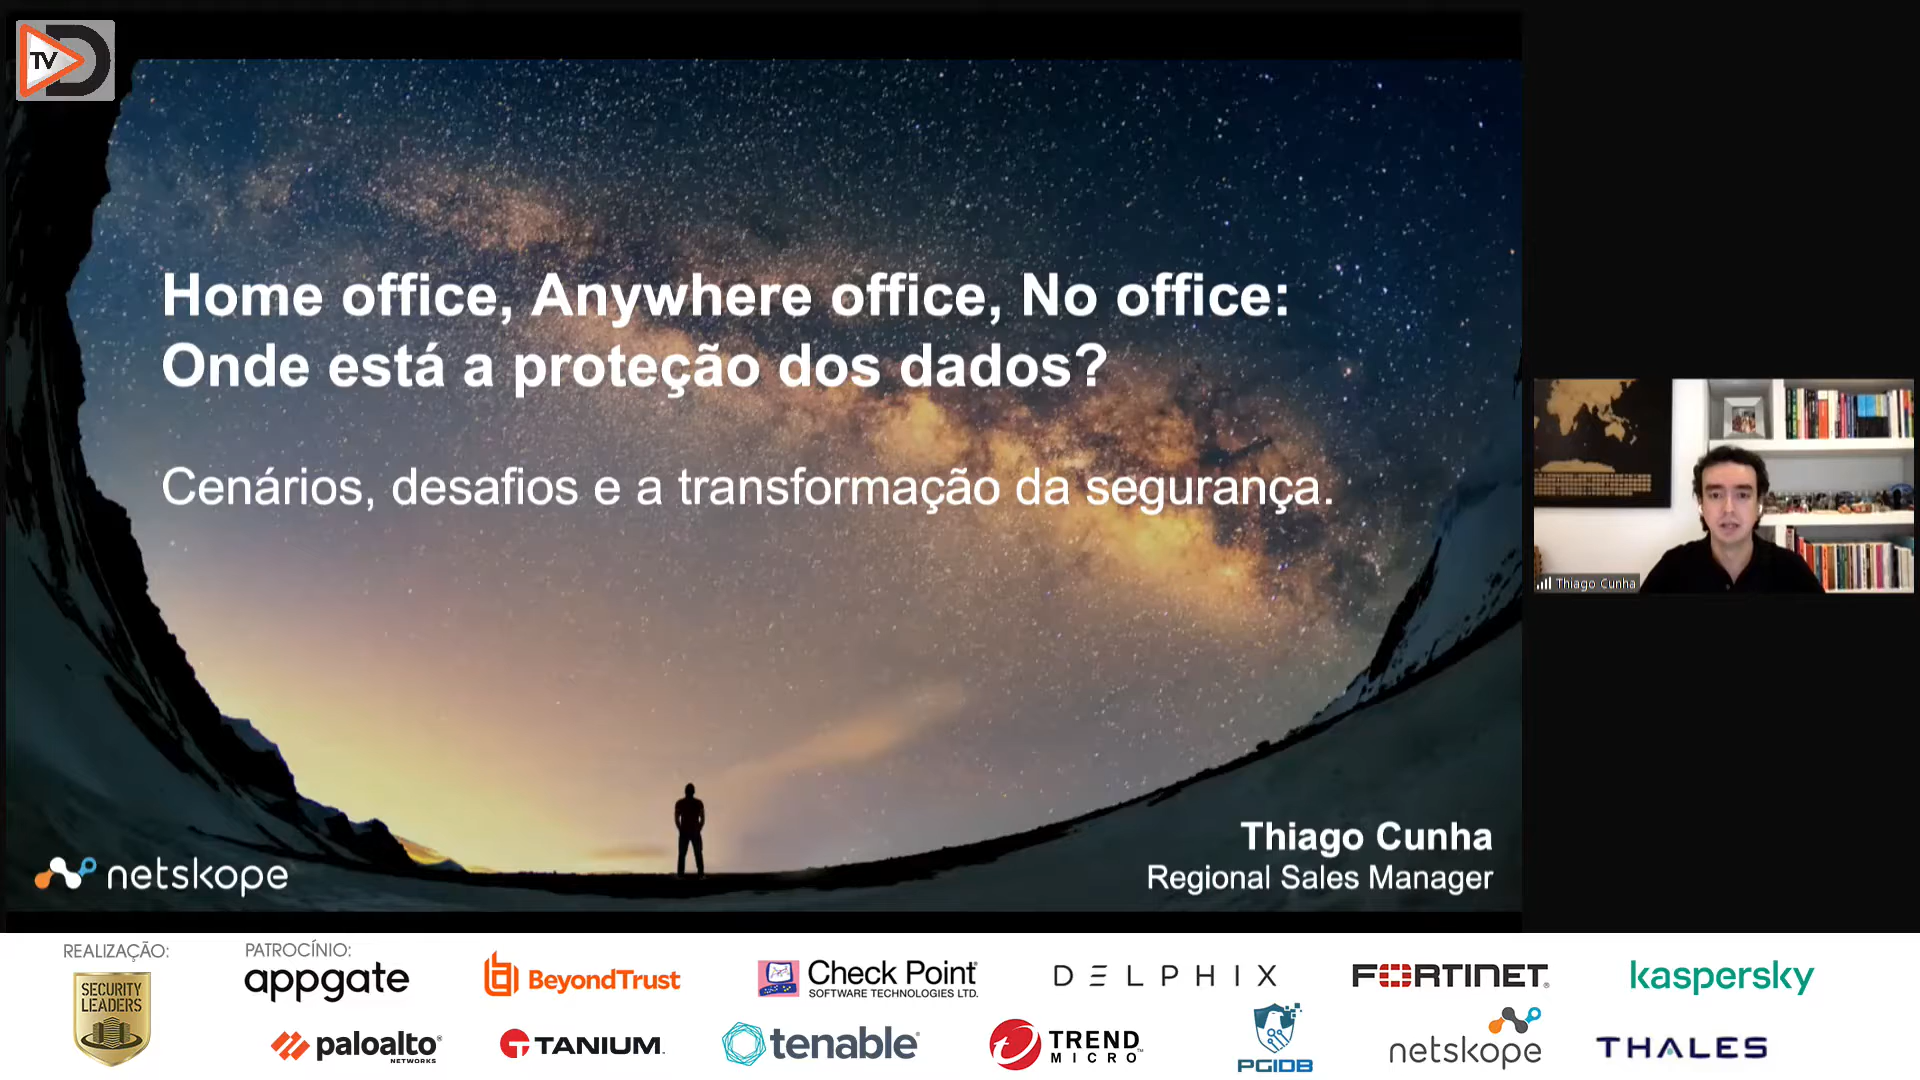 TV
Home office, Anywhere office, No office:
Onde está a proteção dos dados?
Cenários, desafios e a transformação da segurança.
Thiago Cunha
Thiago Cunha
Regional Sales Manager
netskope
REALIZAÇÃO:
SECURITY
LEADERS
PATROCÍNIO:
appgate
BeyondTrust
Check Point
SOFTWARE TECHNOLOGIES LTD.
DELPHIX
FORTINET®
kaspersky
paloalto®
NETWORKS
TANIUM.
tenable®
TREND
MICRO™
PGIDB
netskope
THALES